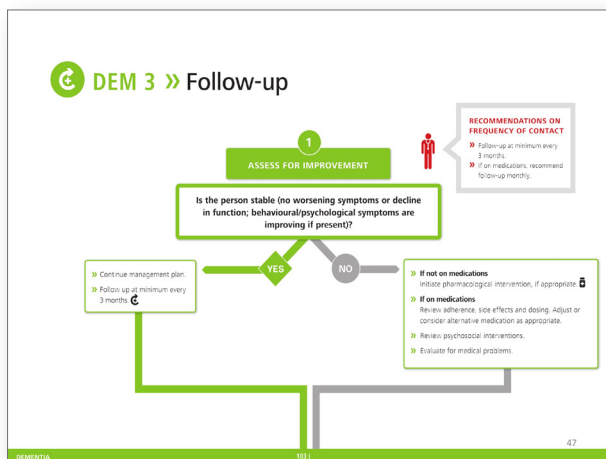 DEM 3 » Follow-up
RECOMMENDATIONS ON
FREQUENCY OF CONTACT
» Follow-up at minimum every
3 months.
» If on medications, recommend
follow-up monthly.
1
ASSESS FOR IMPROVEMENT
Is the person stable (no worsening symptoms or decline
in function; behavioural/psychological symptoms are
improving if present)?
YES
NO
» Continue management plan.
» Follow up at minimum every
3 months.
» If not on medications
Initiate pharmacological intervention, if appropriate.
» If on medications
Review adherence, side effects and dosing. Adjust or
consider alternative medication as appropriate.
» Review psychosocial interventions.
» Evaluate for medical problems.
47
DEMENTIA
103 |